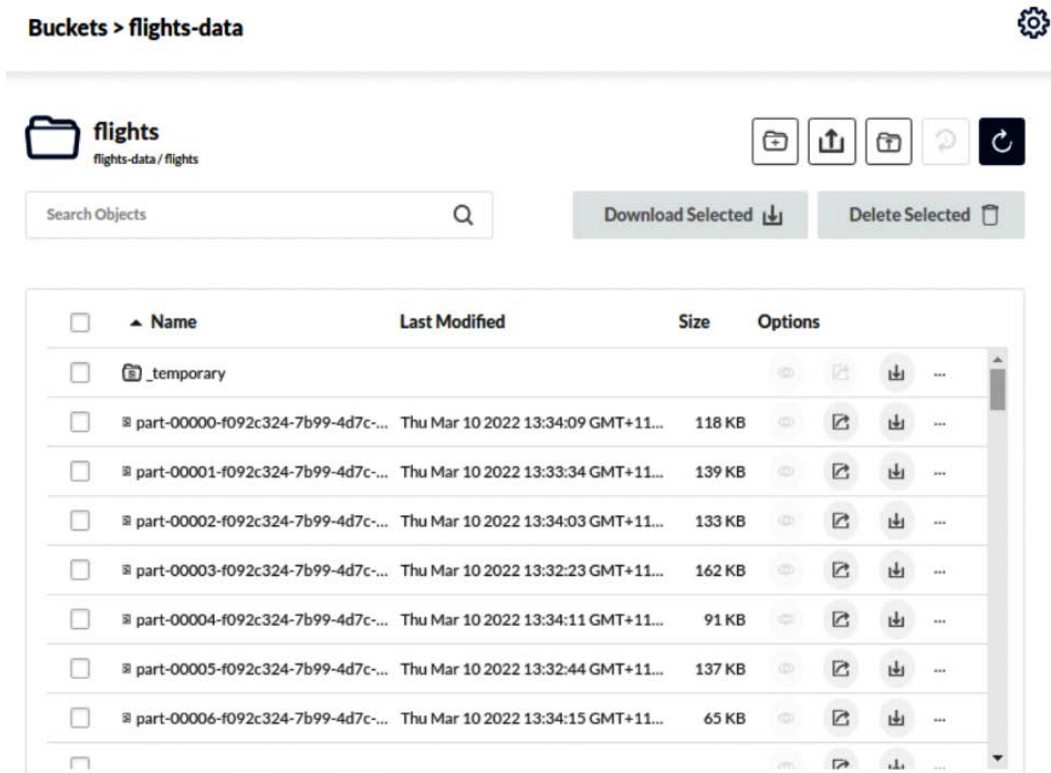 Buckets > flights-data
flights
flights-data / flights
Search Objects
Download Selected
Delete Selected
Name Last Modified Size Options
_temporary ...
part-00000-f092c324-7b99-4d7c-... Thu Mar 10 2022 13:34:09 GMT+11... 118 KB ...
part-00001-f092c324-7b99-4d7c-... Thu Mar 10 2022 13:33:34 GMT+11... 139 KB ...
part-00002-f092c324-7b99-4d7c-... Thu Mar 10 2022 13:34:03 GMT+11... 133 KB ...
part-00003-f092c324-7b99-4d7c-... Thu Mar 10 2022 13:32:23 GMT+11... 162 KB ...
part-00004-f092c324-7b99-4d7c-... Thu Mar 10 2022 13:34:11 GMT+11... 91 KB ...
part-00005-f092c324-7b99-4d7c-... Thu Mar 10 2022 13:32:44 GMT+11... 137 KB ...
part-00006-f092c324-7b99-4d7c-... Thu Mar 10 2022 13:34:15 GMT+11... 65 KB ...